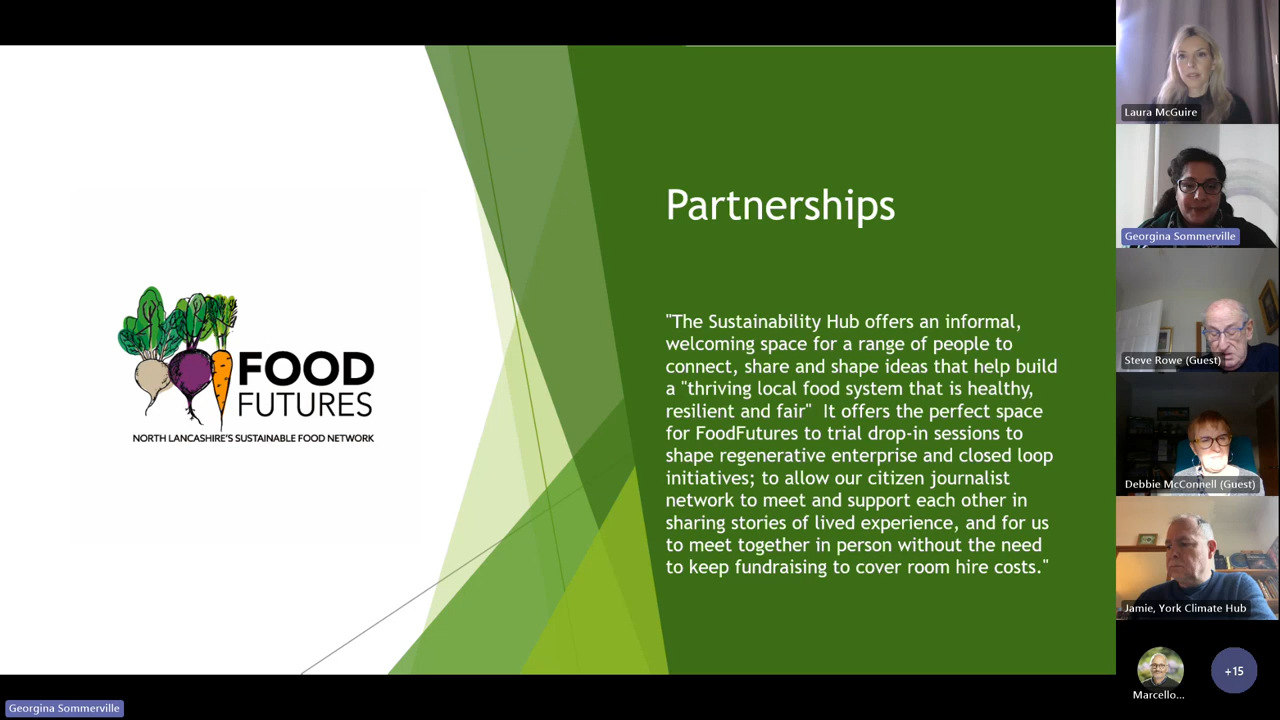 FOOD
FUTURES
NORTH LANCASHIRE'S SUSTAINABLE FOOD NETWORK
Partnerships
"The Sustainability Hub offers an informal,
welcoming space for a range of people to
connect, share and shape ideas that help build
a "thriving local food system that is healthy,
resilient and fair"  It offers the perfect space
for FoodFutures to trial drop-in sessions to
shape regenerative enterprise and closed loop
initiatives; to allow our citizen journalist
network to meet and support each other in
sharing stories of lived experience, and for us
to meet together in person without the need
to keep fundraising to cover room hire costs."
Laura McGuire
Georgina Sommerville
Steve Rowe (Guest)
Debbie McConnell (Guest)
Jamie, York Climate Hub
Marcello...
+15
Georgina Sommerville